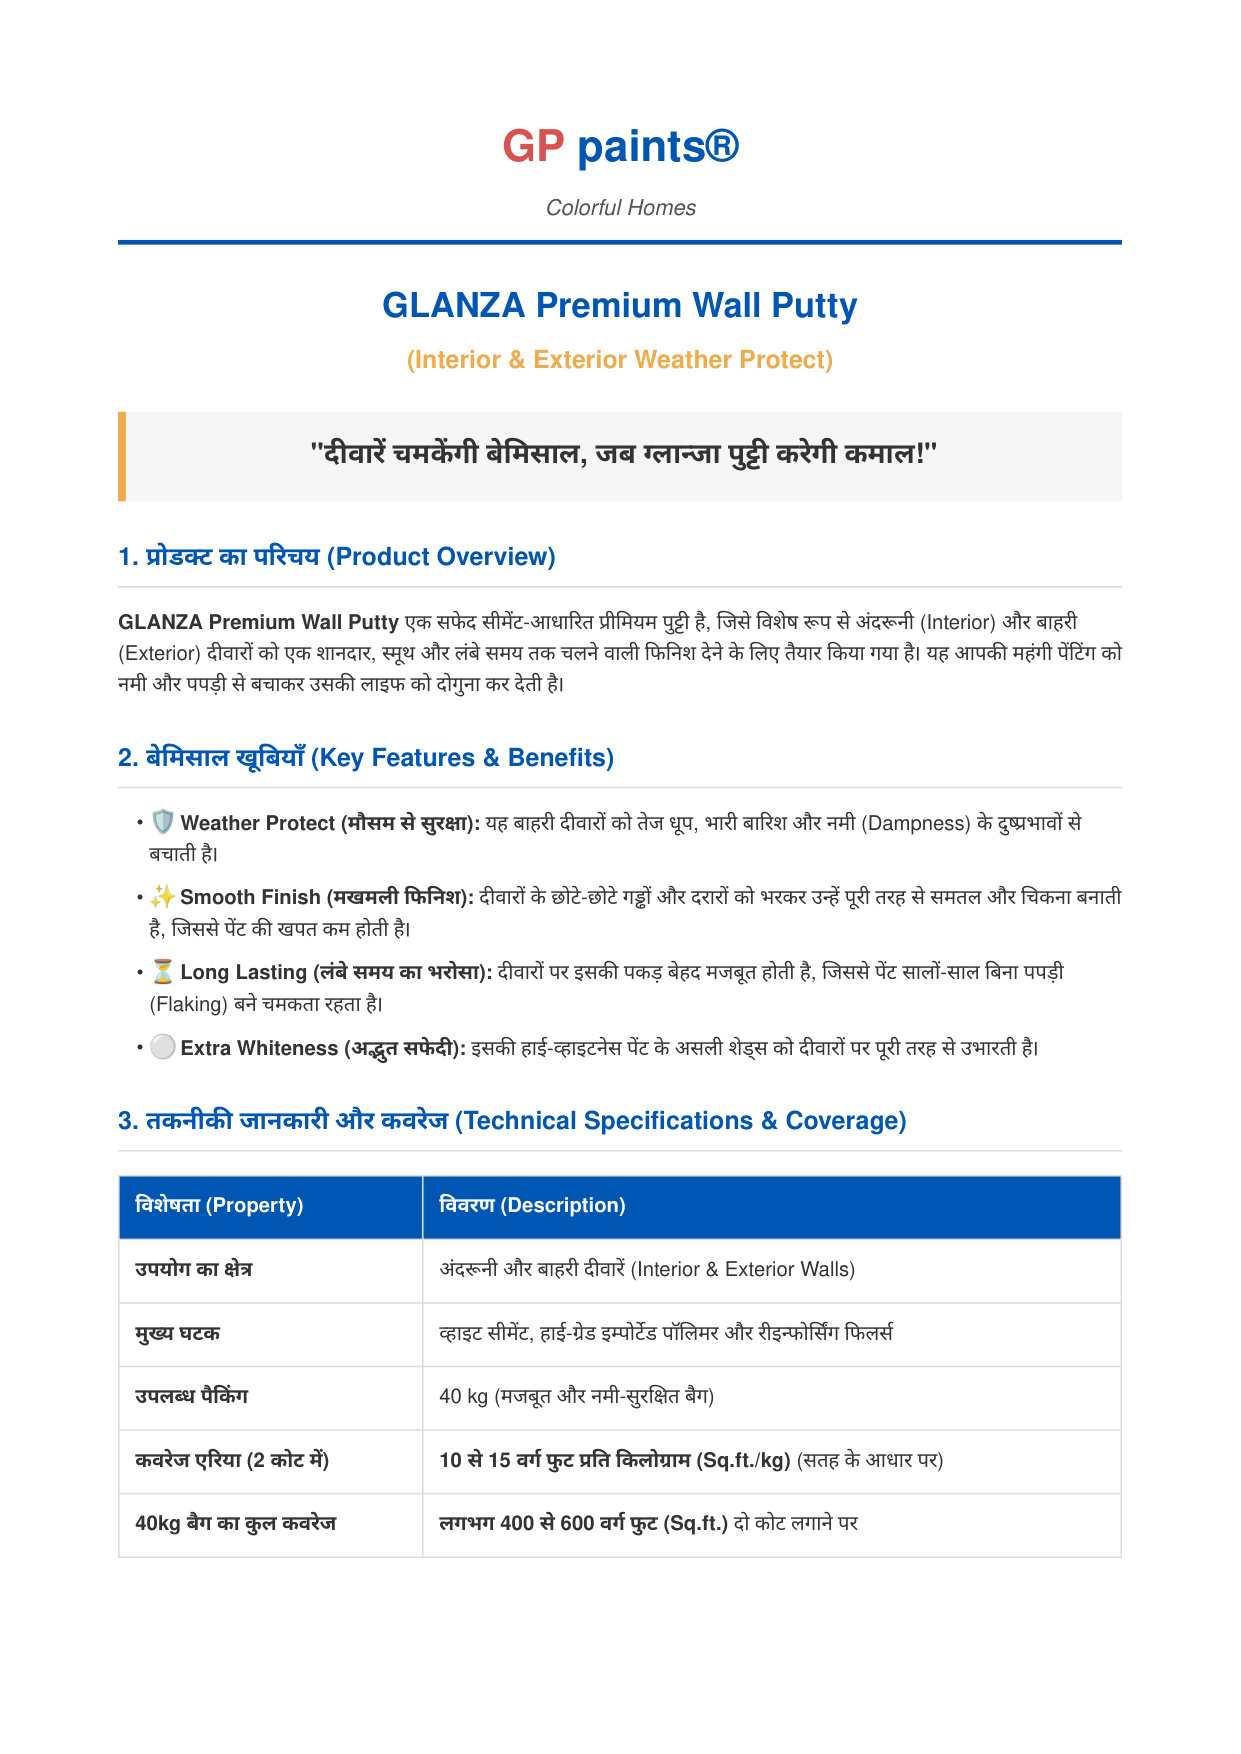 GP paints®
Colorful Homes
GLANZA Premium Wall Putty
(Interior & Exterior Weather Protect)
"दीवारें चमकेंगी बेमिसाल, जब ग्लान्जा पुट्टी करेगी कमाल!"
1. प्रोडक्ट का परिचय (Product Overview)
GLANZA Premium Wall Putty एक सफेद सीमेंट-आधारित प्रीमियम पुट्टी है, जिसे विशेष रूप से अंदरूनी (Interior) और बाहरी
(Exterior) दीवारों को एक शानदार, स्मूथ और लंबे समय तक चलने वाली फिनिश देने के लिए तैयार किया गया है। यह आपकी महंगी पेंटिंग को
नमी और पपड़ी से बचाकर उसकी लाइफ को दोगुना कर देती है।
2. बेमिसाल खूबियाँ (Key Features & Benefits)
• 🛡️ Weather Protect (मौसम से सुरक्षा): यह बाहरी दीवारों को तेज धूप, भारी बारिश और नमी (Dampness) के दुष्प्रभावों से
बचाती है।
• ✨ Smooth Finish (मखमली फिनिश): दीवारों के छोटे-छोटे गड्ढों और दरारों को भरकर उन्हें पूरी तरह से समतल और चिकना बनाती
है, जिससे पेंट की खपत कम होती है।
• ⏳ Long Lasting (लंबे समय का भरोसा): दीवारों पर इसकी पकड़ बेहद मजबूत होती है, जिससे पेंट सालों-साल बिना पपड़ी
(Flaking) बने चमकता रहता है।
• ⚪ Extra Whiteness (अद्भुत सफेदी): इसकी हाई-व्हाइटनेस पेंट के असली शेड्स को दीवारों पर पूरी तरह से उभारती है।
3. तकनीकी जानकारी और कवरेज (Technical Specifications & Coverage)
विशेषता (Property) विवरण (Description)
उपयोग का क्षेत्र अंदरूनी और बाहरी दीवारें (Interior & Exterior Walls)
मुख्य घटक व्हाइट सीमेंट, हाई-ग्रेड इम्पोर्टेड पॉलिमर और रीइन्फोर्सिंग फिलर्स
उपलब्ध पैकिंग 40 kg (मजबूत और नमी-सुरक्षित बैग)
कवरेज एरिया (2 कोट में) 10 से 15 वर्ग फुट प्रति किलोग्राम (Sq.ft./kg) (सतह के आधार पर)
40kg बैग का कुल कवरेज लगभग 400 से 600 वर्ग फुट (Sq.ft.) दो कोट लगाने पर